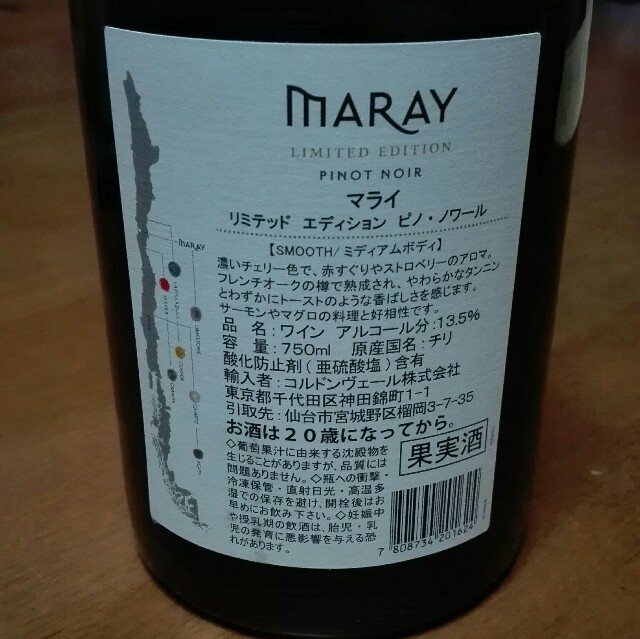 MARAY
LIMITED EDITION
PINOT NOIR
マライ
リミテッド エディション ピノ・ノワール
【SMOOTH/ミディアムボディ】
濃いチェリー色で、赤すぐりやストロベリーのアロマ。
フレンチオークの樽で熟成され、やわらかなタンニン
とわずかにトーストのような香ばしさを感じます。
サーモンやマグロの料理と好相性です。
品 名:ワイン アルコール分:13.5%
容 量:750ml 原産国名:チリ
酸化防止剤(亜硫酸塩)含有
輸入者:コルドンヴェール株式会社
東京都千代田区神田錦町1-1
引取先:仙台市宮城野区榴岡3-7-35
お酒は20歳になってから。
◇葡萄果汁に由来する沈殿物を
生じることがありますが、品質には
問題ありません。◇瓶への衝撃・
冷凍保管・直射日光・高温多
湿での保存を避け、開栓後はお
早めにお飲み下さい。◇妊娠中
や授乳期の飲酒は、胎児・乳
児の発育に悪影響を与える恐
れがあります。
果実酒
7 808734 201624
MARAY